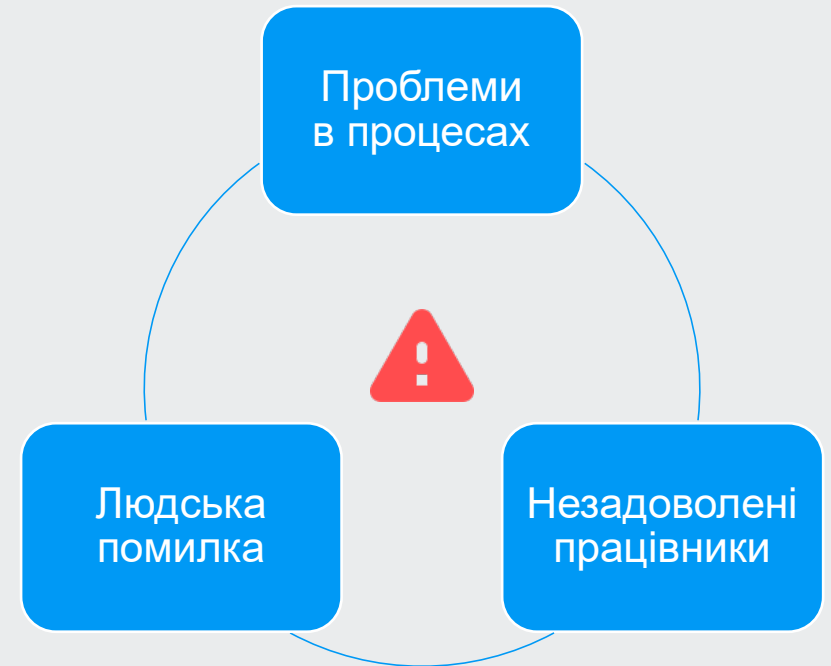 Проблеми
в процесах
Людська
помилка
Незадоволені
працівники